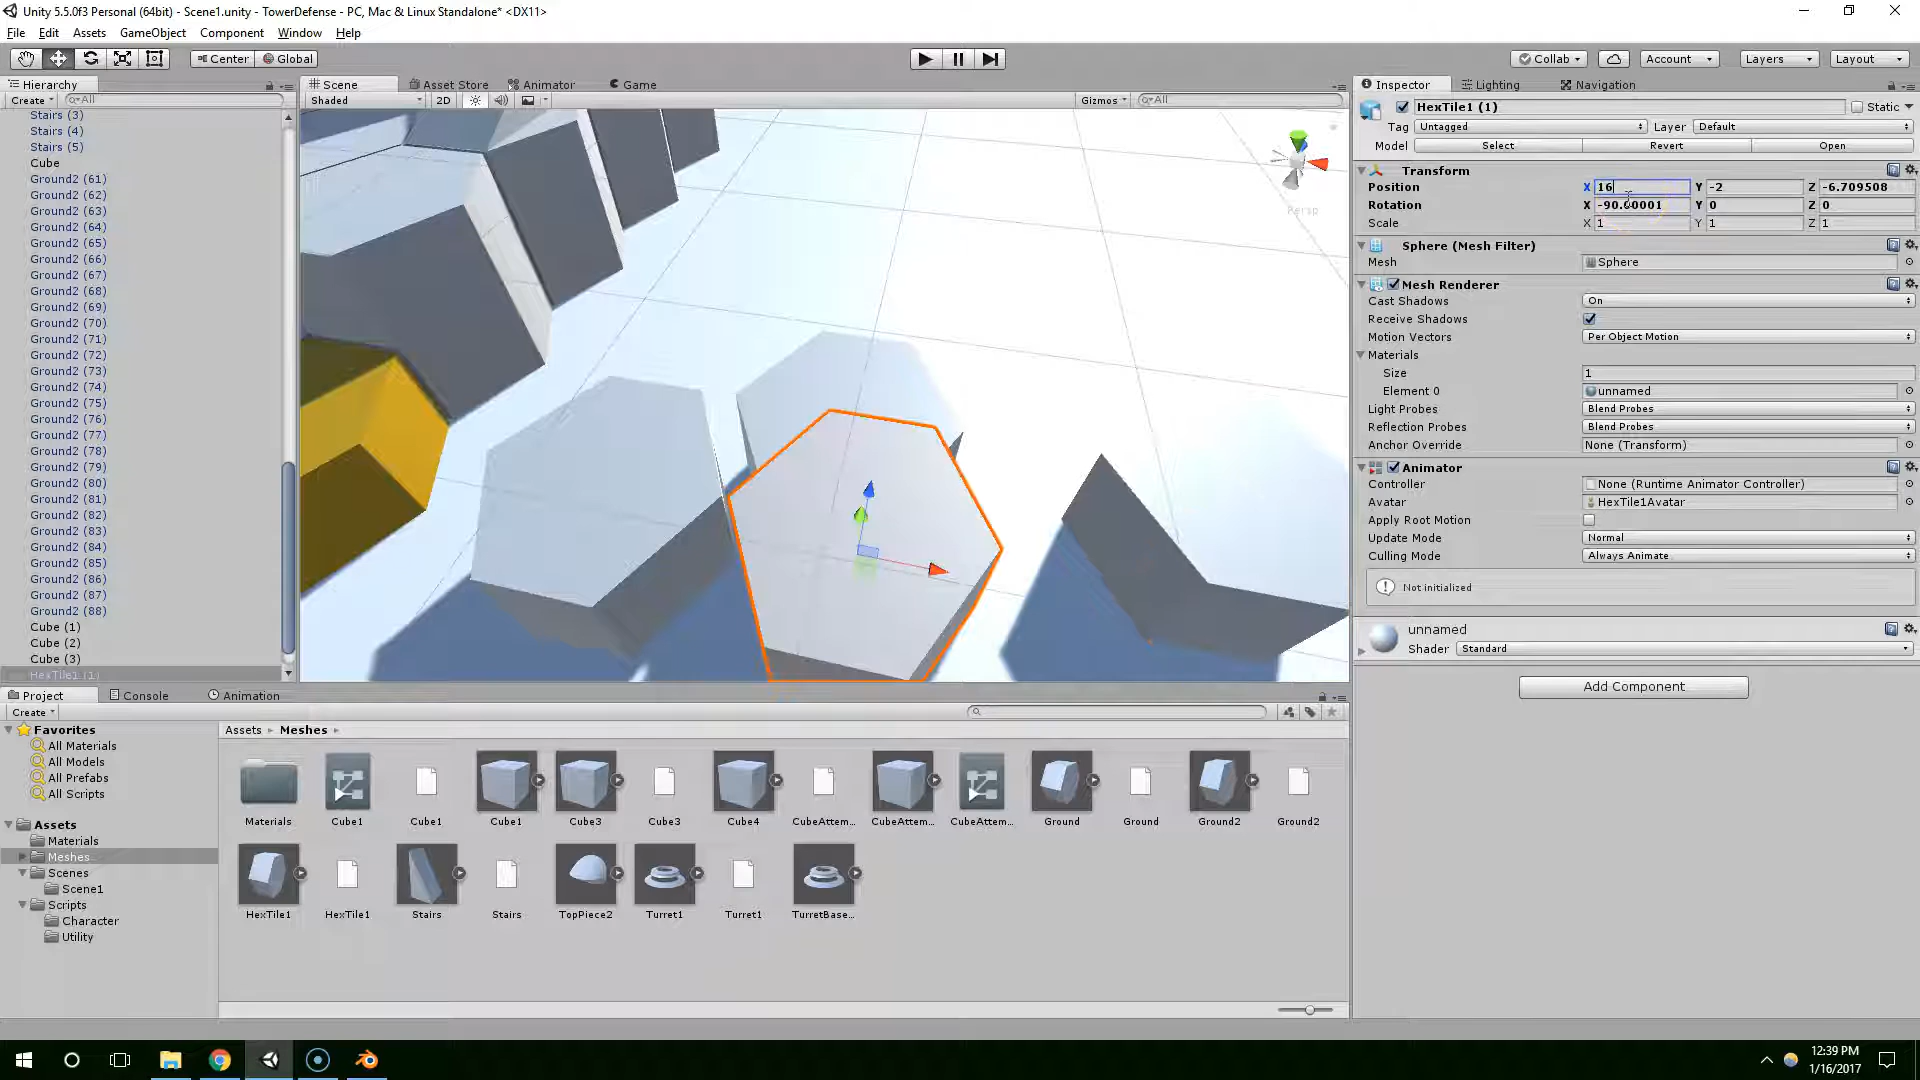 Unity 5.5.0f3 Personal (64bit) - Scene1.unity - TowerDefense - PC, Mac & Linux Standalone* <DX11>
File Edit Assets GameObject Component Window Help
Center Global
Collab Account Layers Layout
Hierarchy
Create All
Stairs (3)
Stairs (4)
Stairs (5)
Cube
Ground2 (61)
Ground2 (62)
Ground2 (63)
Ground2 (64)
Ground2 (65)
Ground2 (66)
Ground2 (67)
Ground2 (68)
Ground2 (69)
Ground2 (70)
Ground2 (71)
Ground2 (72)
Ground2 (73)
Ground2 (74)
Ground2 (75)
Ground2 (76)
Ground2 (77)
Ground2 (78)
Ground2 (79)
Ground2 (80)
Ground2 (81)
Ground2 (82)
Ground2 (83)
Ground2 (84)
Ground2 (85)
Ground2 (86)
Ground2 (87)
Ground2 (88)
Cube (1)
Cube (2)
Cube (3)
HexTile1 (1)
Scene Asset Store Animator Game
Shaded 2D Gizmos All
Persp
Inspector Lighting Navigation
HexTile1 (1) Static
Tag Untagged Layer Default
Model Select Revert Open
Transform
Position X 16 Y -2 Z -6.709508
Rotation X -90.00001 Y 0 Z 0
Scale X 1 Y 1 Z 1
Sphere (Mesh Filter)
Mesh Sphere
Mesh Renderer
Cast Shadows On
Receive Shadows
Motion Vectors Per Object Motion
Materials
Size 1
Element 0 unnamed
Light Probes Blend Probes
Reflection Probes Blend Probes
Anchor Override None (Transform)
Animator
Controller None (Runtime Animator Controller)
Avatar HexTile1Avatar
Apply Root Motion
Update Mode Normal
Culling Mode Always Animate
Not initialized
unnamed
Shader Standard
Add Component
Project Console Animation
Create
Favorites
All Materials
All Models
All Prefabs
All Scripts
Assets
Materials
Meshes
Scenes
Scene1
Scripts
Character
Utility
Assets Meshes
Materials Cube1 Cube1 Cube1 Cube3 Cube3 Cube4 CubeAttem... CubeAttem... CubeAttem... Ground Ground Ground2 Ground2
HexTile1 HexTile1 Stairs Stairs TopPiece2 Turret1 Turret1 TurretBase...
12:39 PM
1/16/2017